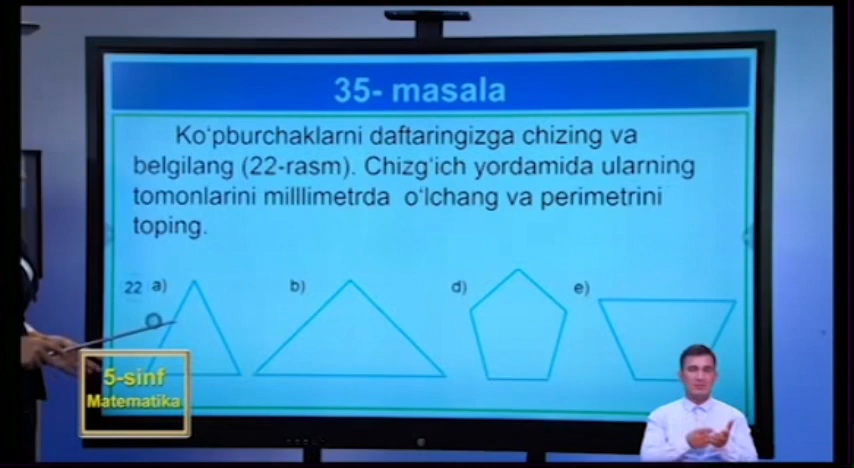 35- masala
Ko‘pburchaklarni daftaringizga chizing va
belgilang (22-rasm). Chizg‘ich yordamida ularning
tomonlarini milllimetrda o‘lchang va perimetrini
toping.
22 a) b) d) e)
5-sinf
Matematika